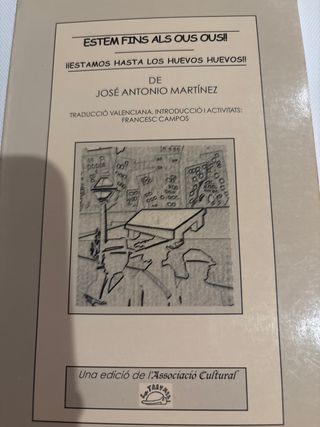 ESTEM FINS ALS OUS OUS!!
¡¡ESTAMOS HASTA LOS HUEVOS HUEVOS!!
DE
JOSÉ ANTONIO MARTÍNEZ
TRADUCCIÓ VALENCIANA, INTRODUCCIÓ I ACTIVITATS:
FRANCESC CAMPOS
Una edició de l'Associació Cultural